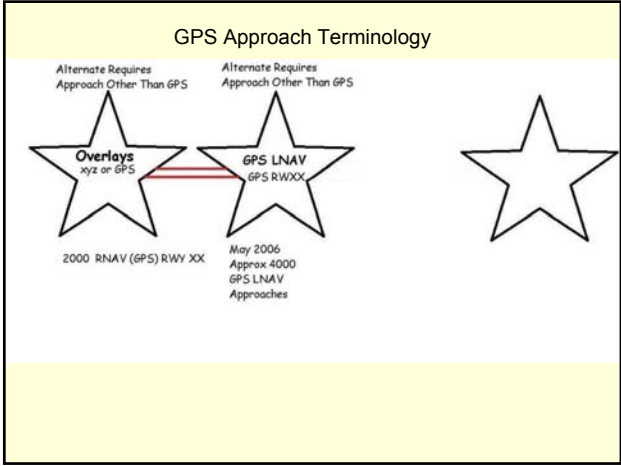 GPS Approach Terminology
Alternate Requires
Approach Other Than GPS
Alternate Requires
Approach Other Than GPS
Overlays
xyz or GPS
GPS LNAV
GPS RWXX
2000 RNAV (GPS) RWY XX
May 2006
Approx 4000
GPS LNAV
Approaches